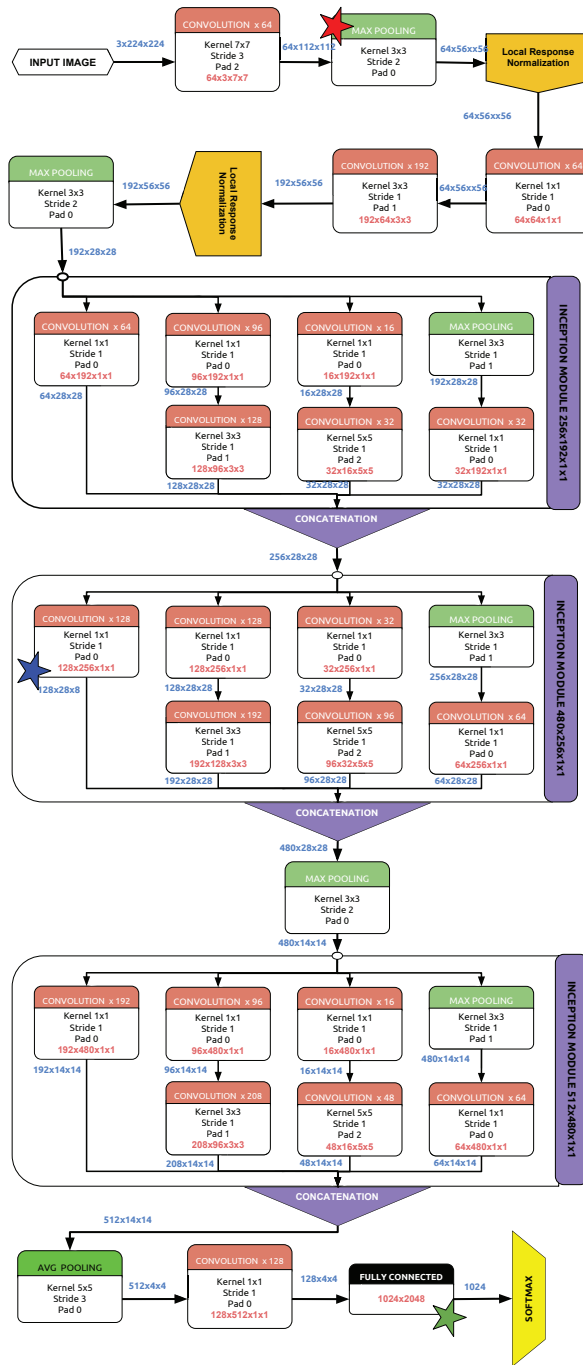 INPUT IMAGE
3x224x224
CONVOLUTION x 64
Kernel 7x7
Stride 3
Pad 2
64x3x7x7
64x112x112
MAX POOLING
Kernel 3x3
Stride 2
Pad 0
64x56xx56
Local Response
Normalization
64x56xx56
CONVOLUTION x 64
Kernel 1x1
Stride 1
Pad 0
64x64x1x1
64x56xx56
CONVOLUTION x 192
Kernel 3x3
Stride 1
Pad 1
192x64x3x3
192x56x56
Local Response
Normalization
192x56x56
MAX POOLING
Kernel 3x3
Stride 2
Pad 0
192x28x28
INCEPTION MODULE 256x192x1x1
CONVOLUTION x 64
Kernel 1x1
Stride 1
Pad 0
64x192x1x1
64x28x28
CONVOLUTION x 96
Kernel 1x1
Stride 1
Pad 0
96x192x1x1
96x28x28
CONVOLUTION x 128
Kernel 3x3
Stride 1
Pad 1
128x96x3x3
128x28x28
CONVOLUTION x 16
Kernel 1x1
Stride 1
Pad 0
16x192x1x1
16x28x28
CONVOLUTION x 32
Kernel 5x5
Stride 1
Pad 2
32x16x5x5
32x28x28
MAX POOLING
Kernel 3x3
Stride 1
Pad 1
192x28x28
CONVOLUTION x 32
Kernel 1x1
Stride 1
Pad 0
32x192x1x1
32x28x28
CONCATENATION
256x28x28
INCEPTION MODULE 480x256x1x1
CONVOLUTION x 128
Kernel 1x1
Stride 1
Pad 0
128x256x1x1
128x28x8
CONVOLUTION x 128
Kernel 1x1
Stride 1
Pad 0
128x256x1x1
128x28x28
CONVOLUTION x 192
Kernel 3x3
Stride 1
Pad 1
192x128x3x3
192x28x28
CONVOLUTION x 32
Kernel 1x1
Stride 1
Pad 0
32x256x1x1
32x28x28
CONVOLUTION x 96
Kernel 5x5
Stride 1
Pad 2
96x32x5x5
96x28x28
MAX POOLING
Kernel 3x3
Stride 1
Pad 1
256x28x28
CONVOLUTION x 64
Kernel 1x1
Stride 1
Pad 0
64x256x1x1
64x28x28
CONCATENATION
480x28x28
MAX POOLING
Kernel 3x3
Stride 2
Pad 0
480x14x14
INCEPTION MODULE 512x480x1x1
CONVOLUTION x 192
Kernel 1x1
Stride 1
Pad 0
192x480x1x1
192x14x14
CONVOLUTION x 96
Kernel 1x1
Stride 1
Pad 0
96x480x1x1
96x14x14
CONVOLUTION x 208
Kernel 3x3
Stride 1
Pad 1
208x96x3x3
208x14x14
CONVOLUTION x 16
Kernel 1x1
Stride 1
Pad 0
16x480x1x1
16x14x14
CONVOLUTION x 48
Kernel 5x5
Stride 1
Pad 2
48x16x5x5
48x14x14
MAX POOLING
Kernel 3x3
Stride 1
Pad 1
480x14x14
CONVOLUTION x 64
Kernel 1x1
Stride 1
Pad 0
64x480x1x1
64x14x14
CONCATENATION
512x14x14
AVG POOLING
Kernel 5x5
Stride 3
Pad 0
512x4x4
CONVOLUTION x 128
Kernel 1x1
Stride 1
Pad 0
128x512x1x1
128x4x4
FULLY CONNECTED
1024x2048
1024
SOFTMAX